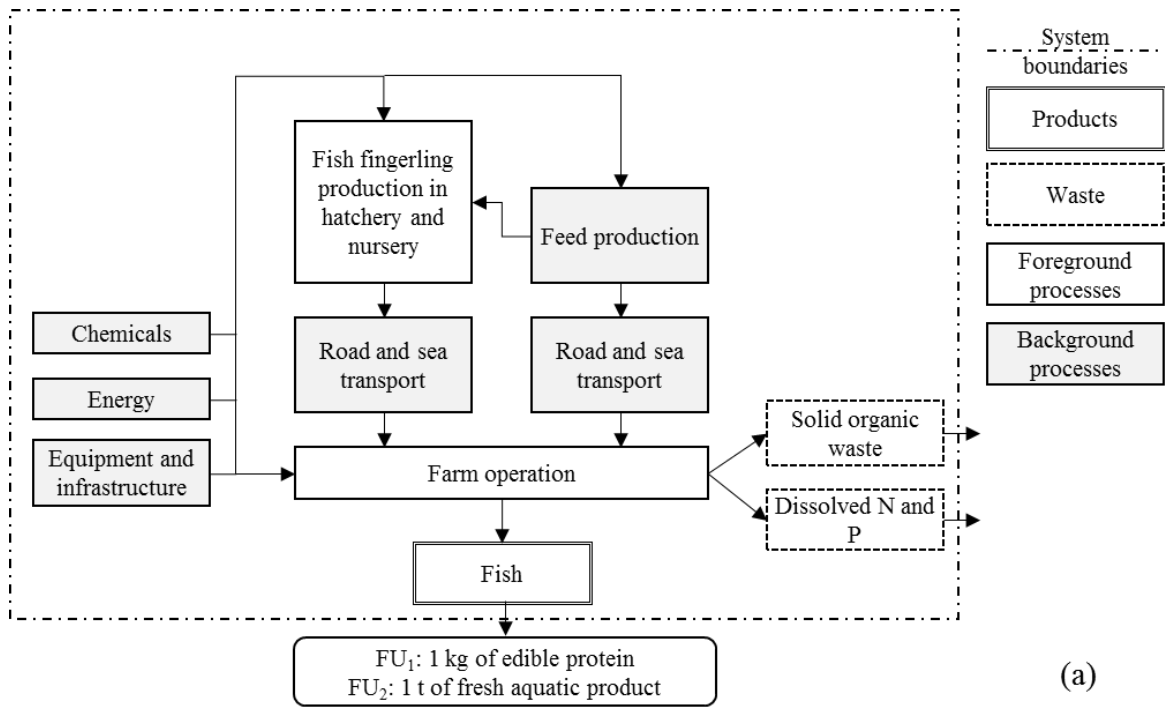 System
boundaries
Products
Waste
Foreground
processes
Background
processes
Fish fingerling
production in
hatchery and
nursery
Feed production
Chemicals
Energy
Equipment and
infrastructure
Road and sea
transport
Road and sea
transport
Farm operation
Solid organic
waste
Dissolved N and
P
Fish
FU₁: 1 kg of edible protein
FU₂: 1 t of fresh aquatic product
(a)